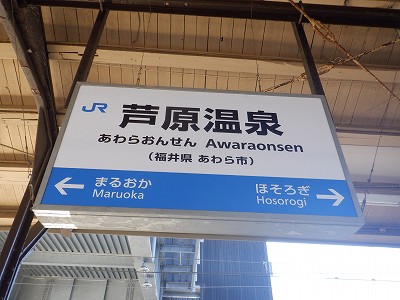 JR 芦原温泉
あわらおんせん Awaraonsen
(福井県 あわら市)
← まるおか ほそろぎ →
Maruoka Hosorogi